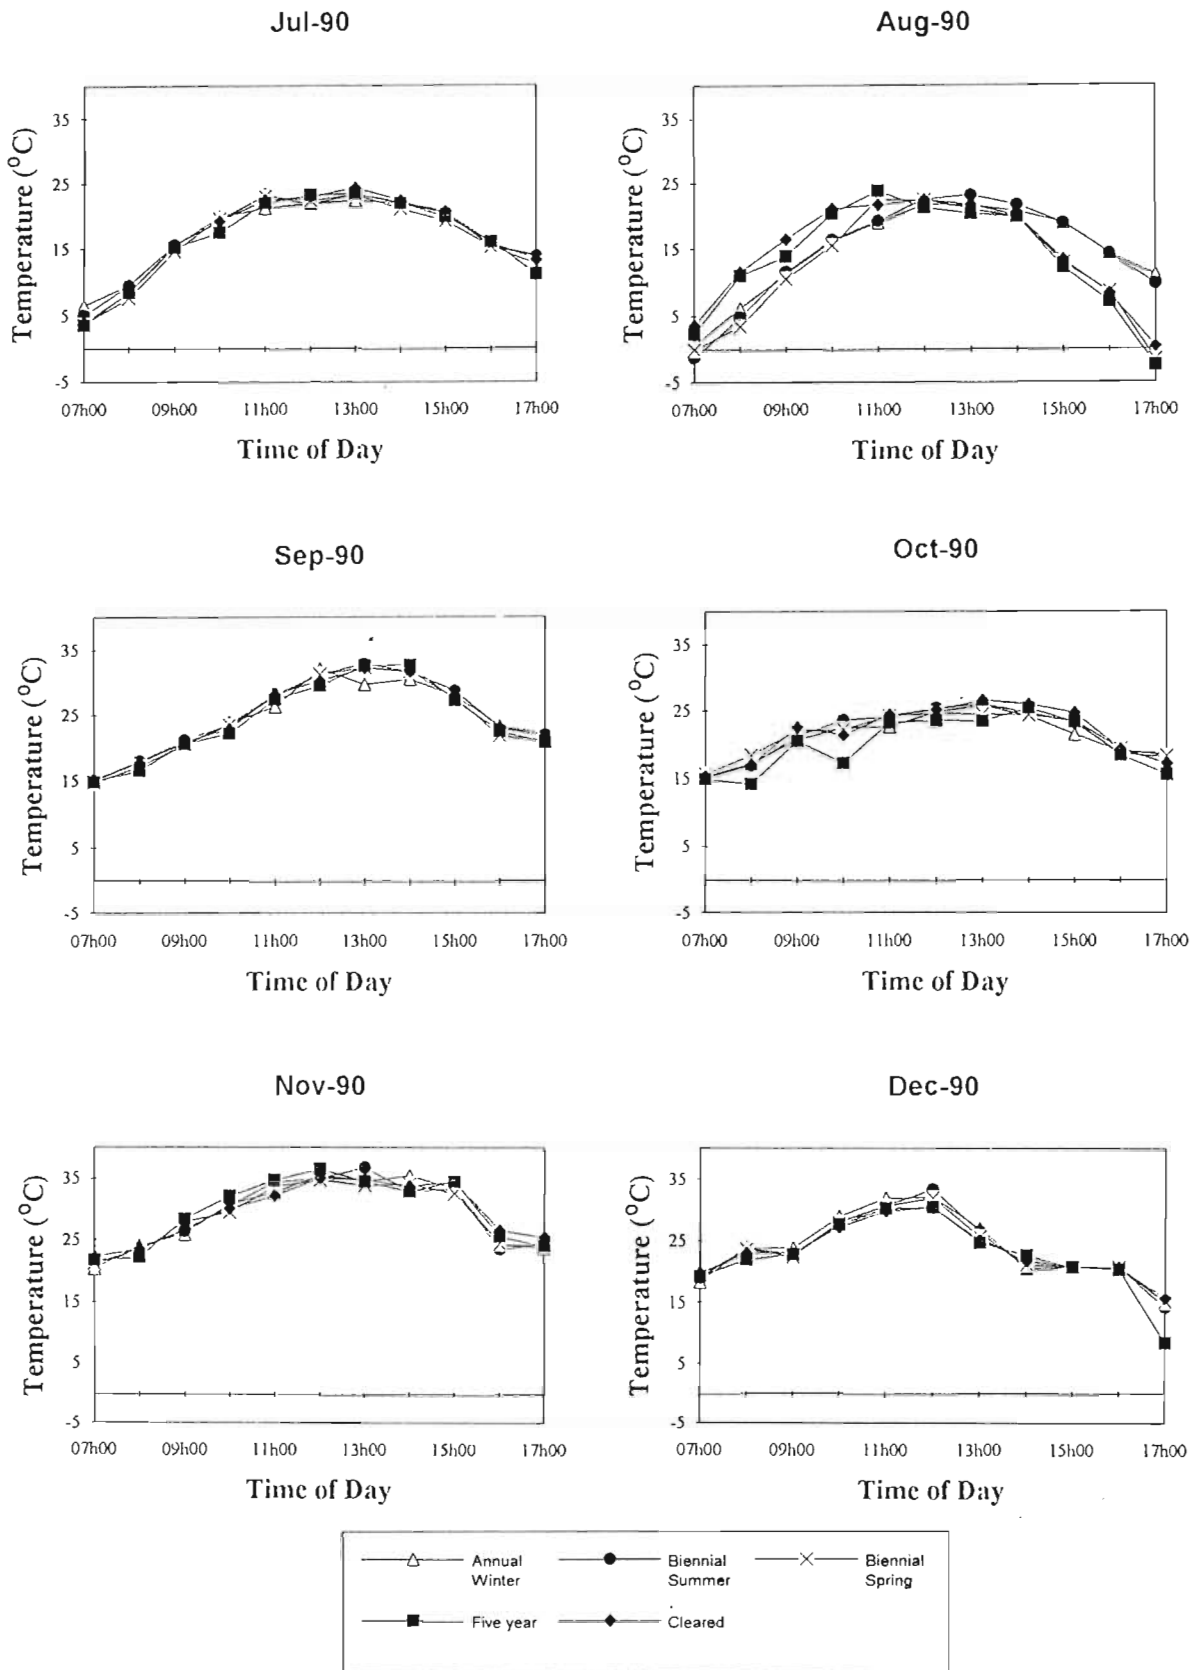 Jul-90
Aug-90
Temperature (°C)
35
25
15
5
-5
07h00 09h00 11h00 13h00 15h00 17h00
Time of Day
Temperature (°C)
35
25
15
5
-5
07h00 09h00 11h00 13h00 15h00 17h00
Time of Day
Sep-90
Oct-90
Temperature (°C)
35
25
15
5
-5
07h00 09h00 11h00 13h00 15h00 17h00
Time of Day
Temperature (°C)
35
25
15
5
-5
07h00 09h00 11h00 13h00 15h00 17h00
Time of Day
Nov-90
Dec-90
Temperature (°C)
35
25
15
5
-5
07h00 09h00 11h00 13h00 15h00 17h00
Time of Day
Temperature (°C)
35
25
15
5
-5
07h00 09h00 11h00 13h00 15h00 17h00
Time of Day
Annual Winter
Biennial Summer
Biennial Spring
Five year
Cleared